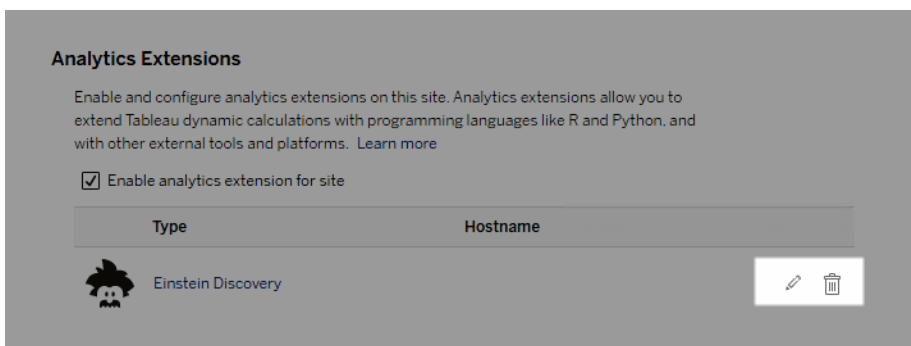 Analytics Extensions
Enable and configure analytics extensions on this site. Analytics extensions allow you to
extend Tableau dynamic calculations with programming languages like R and Python, and
with other external tools and platforms. Learn more
Enable analytics extension for site
Type Hostname
Einstein Discovery